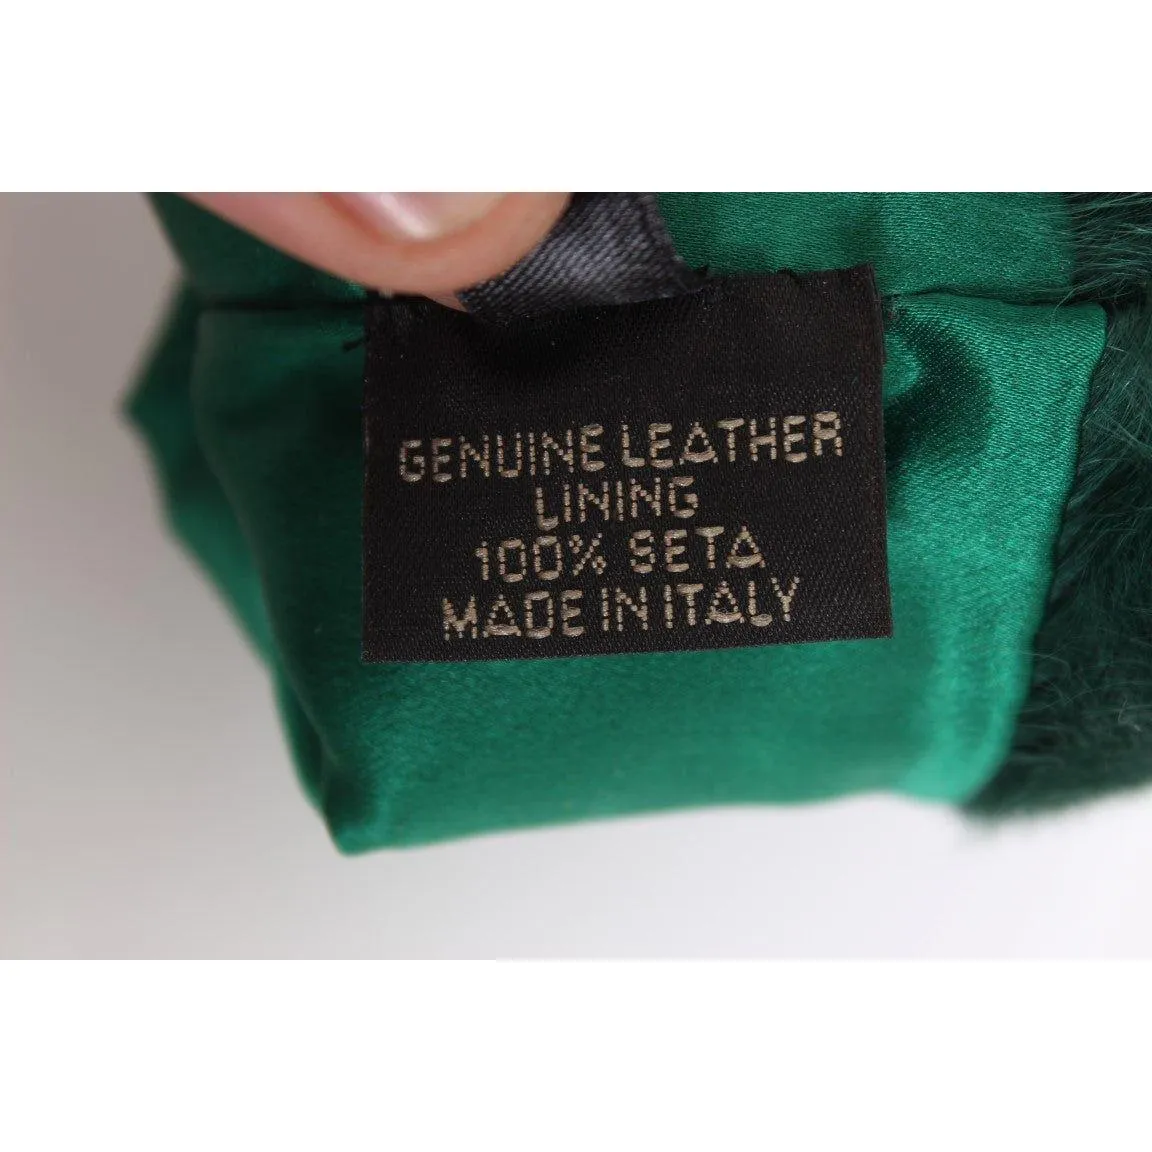 GENUINE LEATHER
LINING
100% SETA
MADE IN ITALY